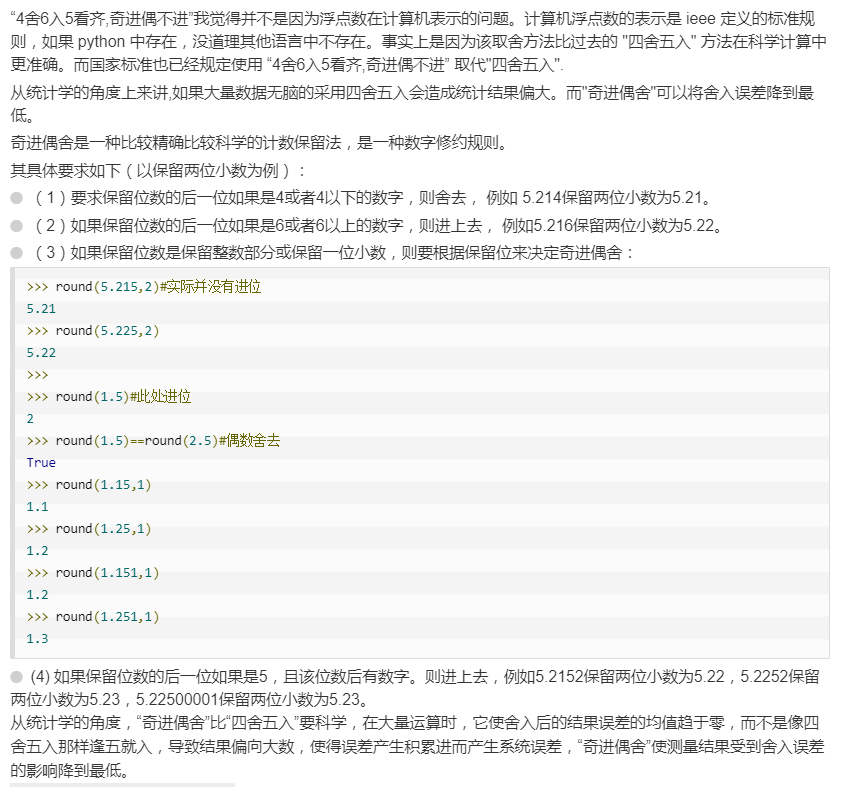 “4舍6入5看齐,奇进偶不进”我觉得并不是因为浮点数在计算机表示的问题。计算机浮点数的表示是 ieee 定义的标准规
则，如果 python 中存在，没道理其他语言中不存在。事实上是因为该取舍方法比过去的 "四舍五入" 方法在科学计算中
更准确。而国家标准也已经规定使用 “4舍6入5看齐,奇进偶不进” 取代"四舍五入".
从统计学的角度上来讲,如果大量数据无脑的采用四舍五入会造成统计结果偏大。而"奇进偶舍"可以将舍入误差降到最
低。
奇进偶舍是一种比较精确比较科学的计数保留法，是一种数字修约规则。
其具体要求如下（以保留两位小数为例）：
（1）要求保留位数的后一位如果是4或者4以下的数字，则舍去， 例如 5.214保留两位小数为5.21。
（2）如果保留位数的后一位如果是6或者6以上的数字，则进上去， 例如5.216保留两位小数为5.22。
（3）如果保留位数是保留整数部分或保留一位小数，则要根据保留位来决定奇进偶舍：
>>> round(5.215,2)#实际并没有进位
5.21
>>> round(5.225,2)
5.22
>>>
>>> round(1.5)#此处进位
2
>>> round(1.5)==round(2.5)#偶数舍去
True
>>> round(1.15,1)
1.1
>>> round(1.25,1)
1.2
>>> round(1.151,1)
1.2
>>> round(1.251,1)
1.3
(4) 如果保留位数的后一位如果是5，且该位数后有数字。则进上去，例如5.2152保留两位小数为5.22，5.2252保留
两位小数为5.23，5.22500001保留两位小数为5.23。
从统计学的角度，“奇进偶舍”比“四舍五入”要科学，在大量运算时，它使舍入后的结果误差的均值趋于零，而不是像四
舍五入那样逢五就入，导致结果偏向大数，使得误差产生积累进而产生系统误差，“奇进偶舍”使测量结果受到舍入误差
的影响降到最低。